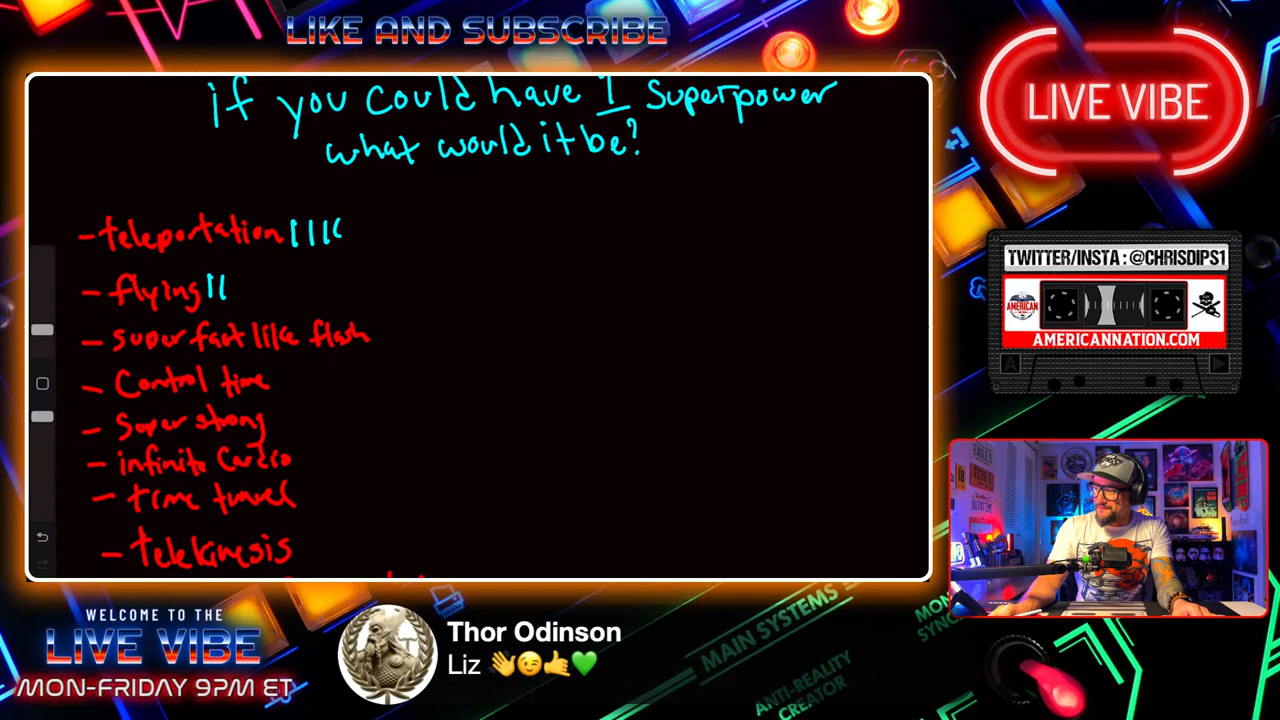 LIKE AND SUBSCRIBE
if you could have 1 superpower
what would it be?
- teleportation
- flying
- super fast like flash
- Control time
- Super strong
- infinite Cardio
- time travel
- telekinesis
LIVE VIBE
TWITTER/INSTA : @CHRISDIPS1
AMERICAN
AMERICANNATION.COM
A
WELCOME TO THE
LIVE VIBE
MON-FRIDAY 9PM ET
Thor Odinson
Liz 👋😉🤙💚
MAIN SYSTEMS
ANTI-REALITY
CREATOR